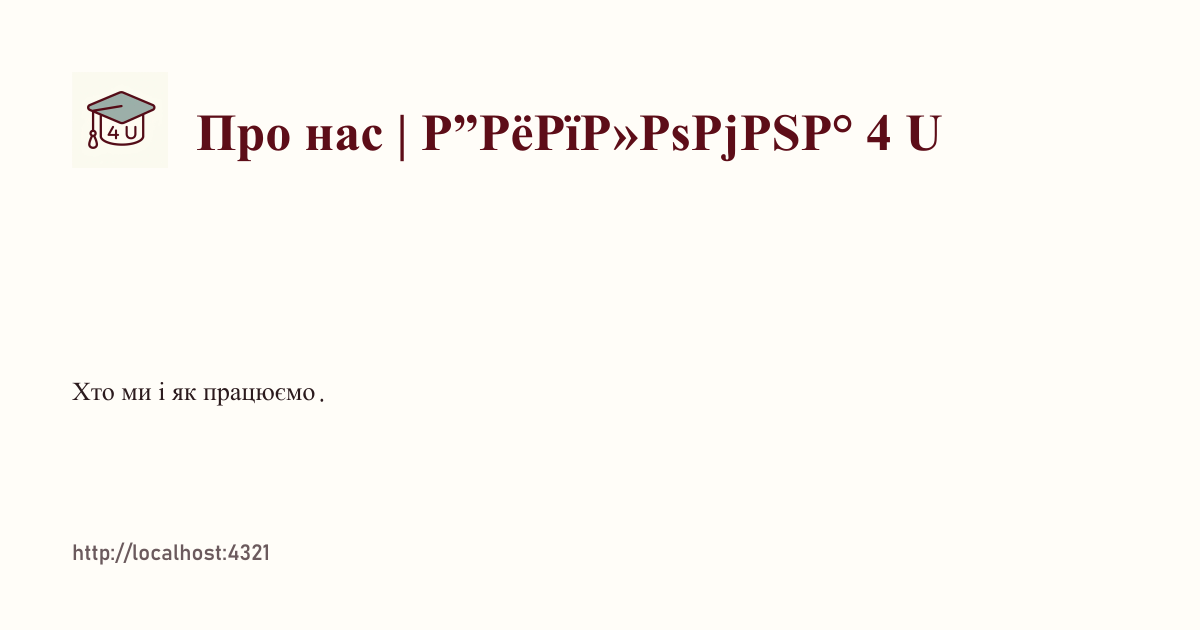 4 U
Про нас | Р”РёРїР»РѕРјРЅР° 4 U
Хто ми і як працюємо.
http://localhost:4321